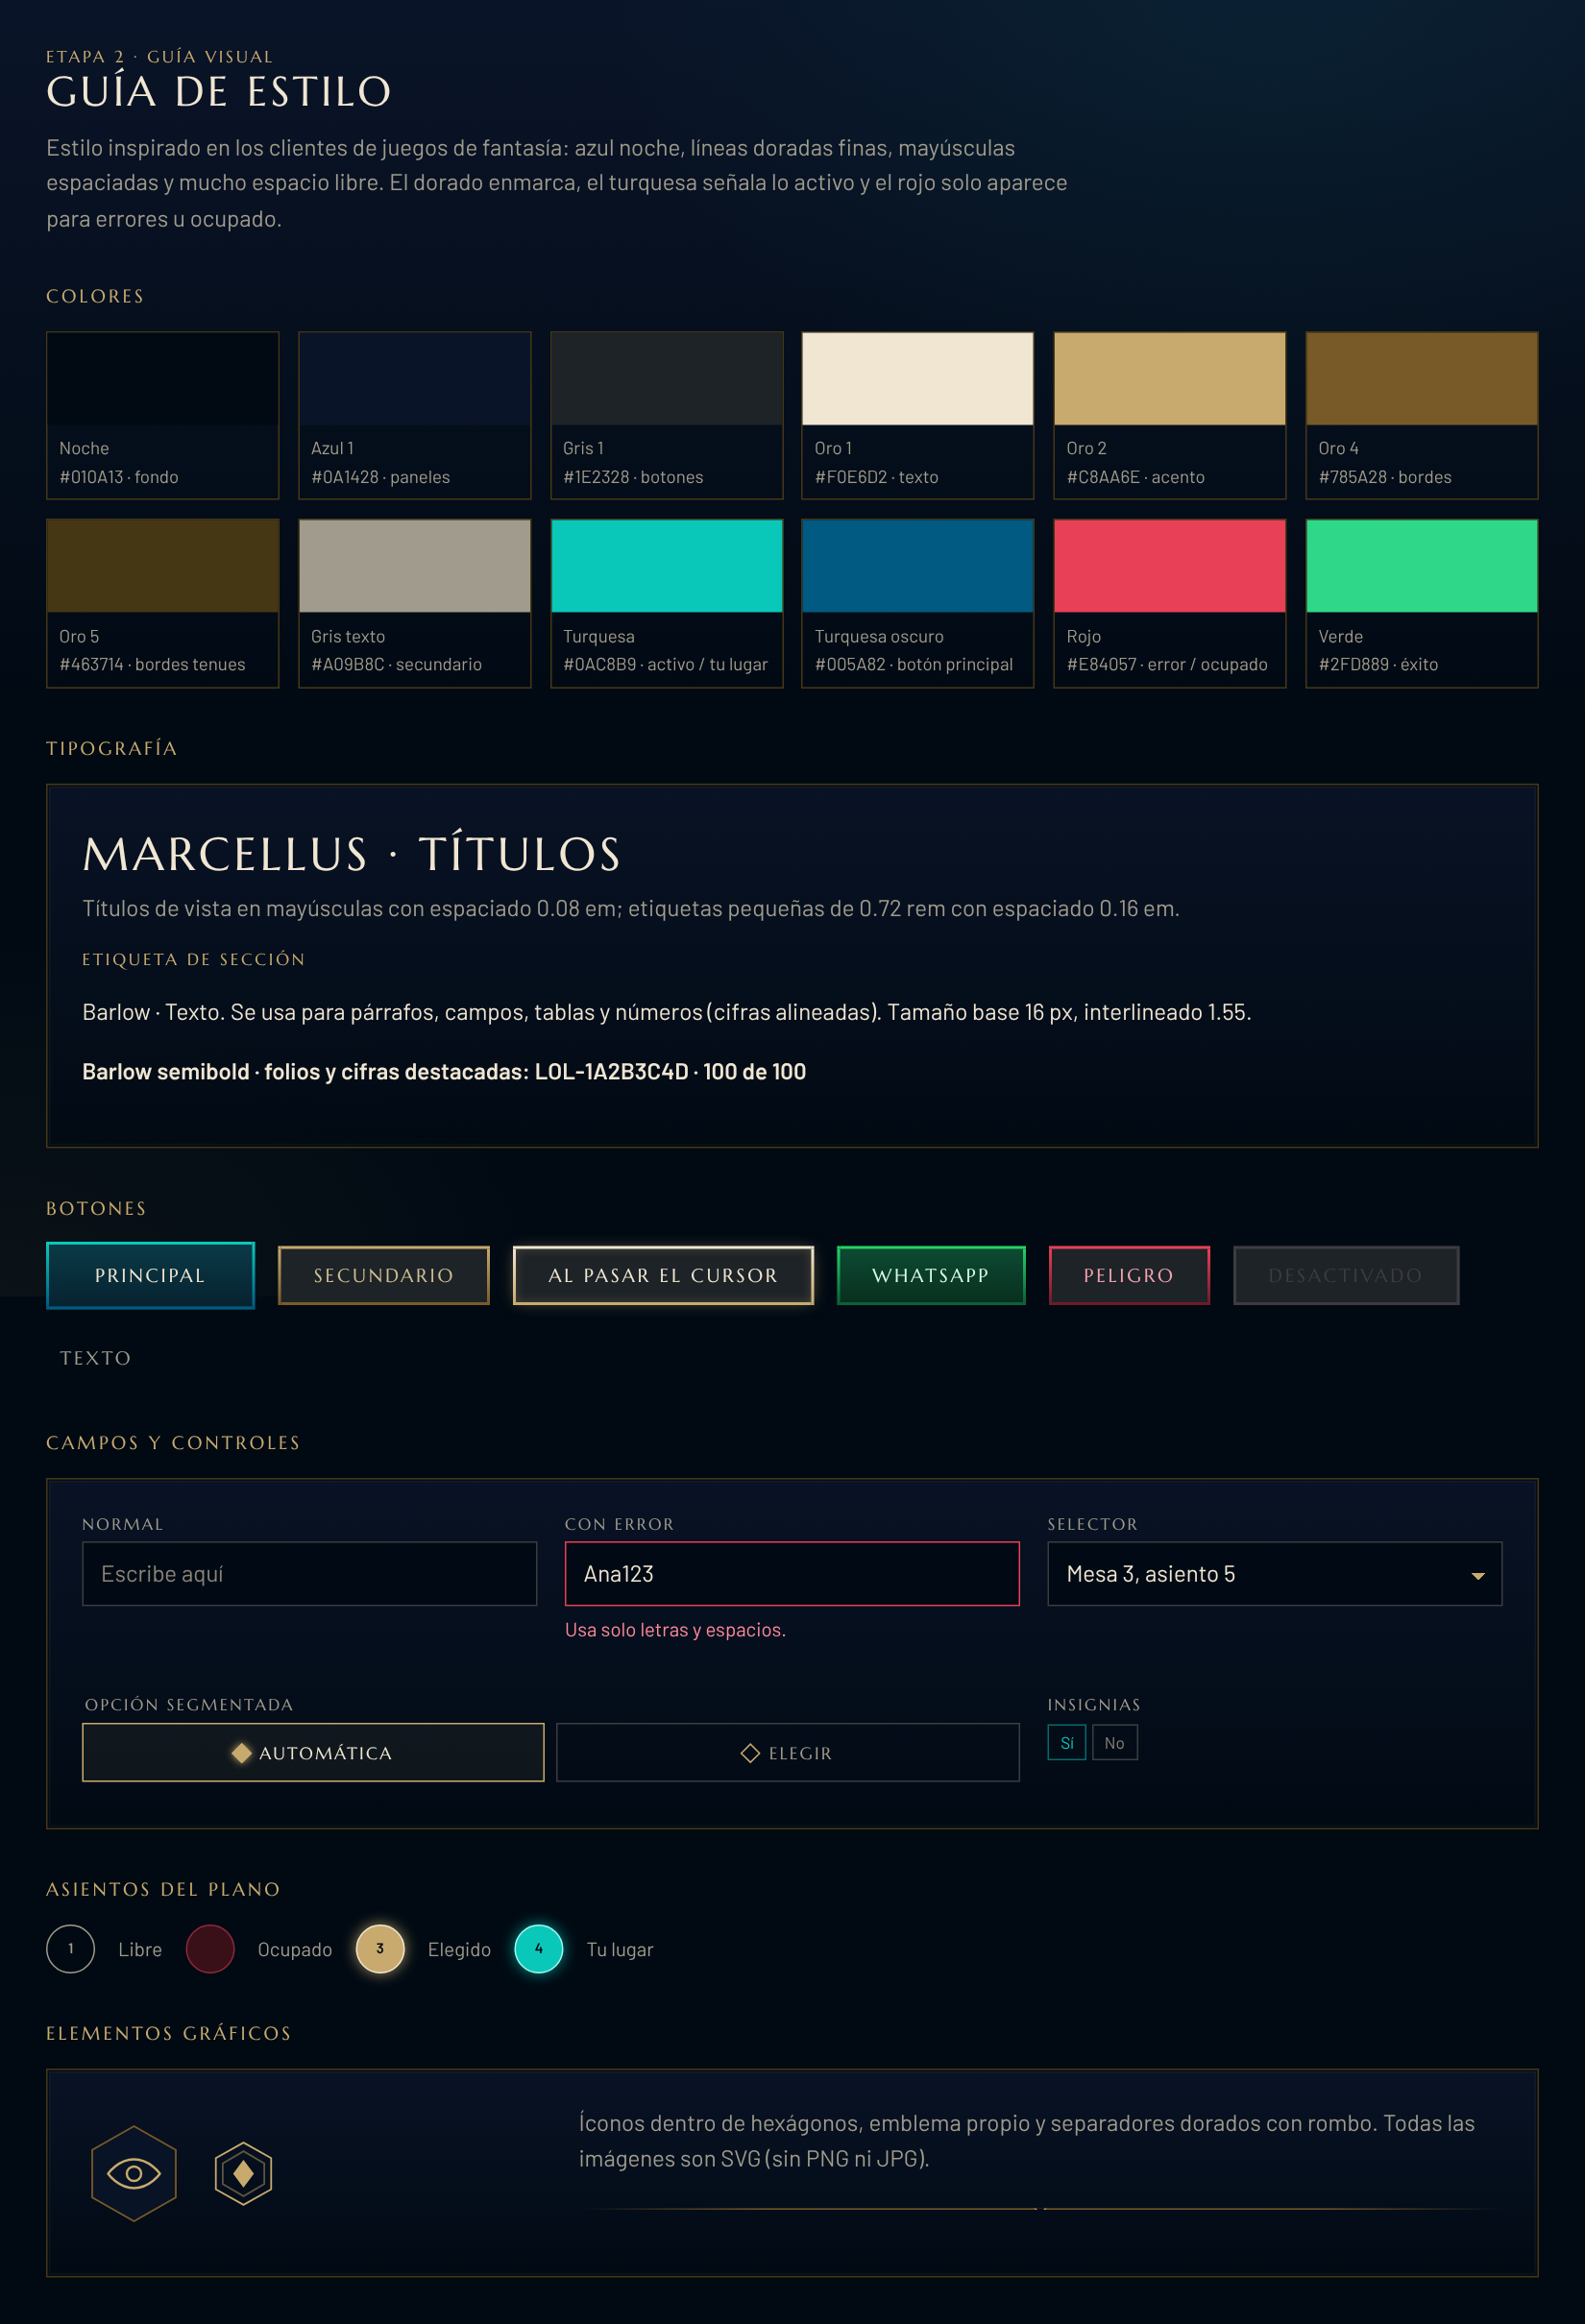 ETAPA 2 · GUÍA VISUAL
GUÍA DE ESTILO
Estilo inspirado en los clientes de juegos de fantasía: azul noche, líneas doradas finas, mayúsculas
espaciadas y mucho espacio libre. El dorado enmarca, el turquesa señala lo activo y el rojo solo aparece
para errores u ocupado.
COLORES
Noche
#010A13 · fondo
Azul 1
#0A1428 · paneles
Gris 1
#1E2328 · botones
Oro 1
#F0E6D2 · texto
Oro 2
#C8AA6E · acento
Oro 4
#785A28 · bordes
Oro 5
#463714 · bordes tenues
Gris texto
#A09B8C · secundario
Turquesa
#0AC8B9 · activo / tu lugar
Turquesa oscuro
#005A82 · botón principal
Rojo
#E84057 · error / ocupado
Verde
#2FD889 · éxito
TIPOGRAFÍA
MARCELLUS · TÍTULOS
Títulos de vista en mayúsculas con espaciado 0.08 em; etiquetas pequeñas de 0.72 rem con espaciado 0.16 em.
ETIQUETA DE SECCIÓN
Barlow · Texto. Se usa para párrafos, campos, tablas y números (cifras alineadas). Tamaño base 16 px, interlineado 1.55.
Barlow semibold · folios y cifras destacadas: LOL-1A2B3C4D · 100 de 100
BOTONES
PRINCIPAL
SECUNDARIO
AL PASAR EL CURSOR
WHATSAPP
PELIGRO
DESACTIVADO
TEXTO
CAMPOS Y CONTROLES
NORMAL
Escribe aquí
CON ERROR
Ana123
Usa solo letras y espacios.
SELECTOR
Mesa 3, asiento 5
OPCIÓN SEGMENTADA
AUTOMÁTICA
ELEGIR
INSIGNIAS
Sí
No
ASIENTOS DEL PLANO
1
Libre
Ocupado
3
Elegido
4
Tu lugar
ELEMENTOS GRÁFICOS
Íconos dentro de hexágonos, emblema propio y separadores dorados con rombo. Todas las
imágenes son SVG (sin PNG ni JPG).